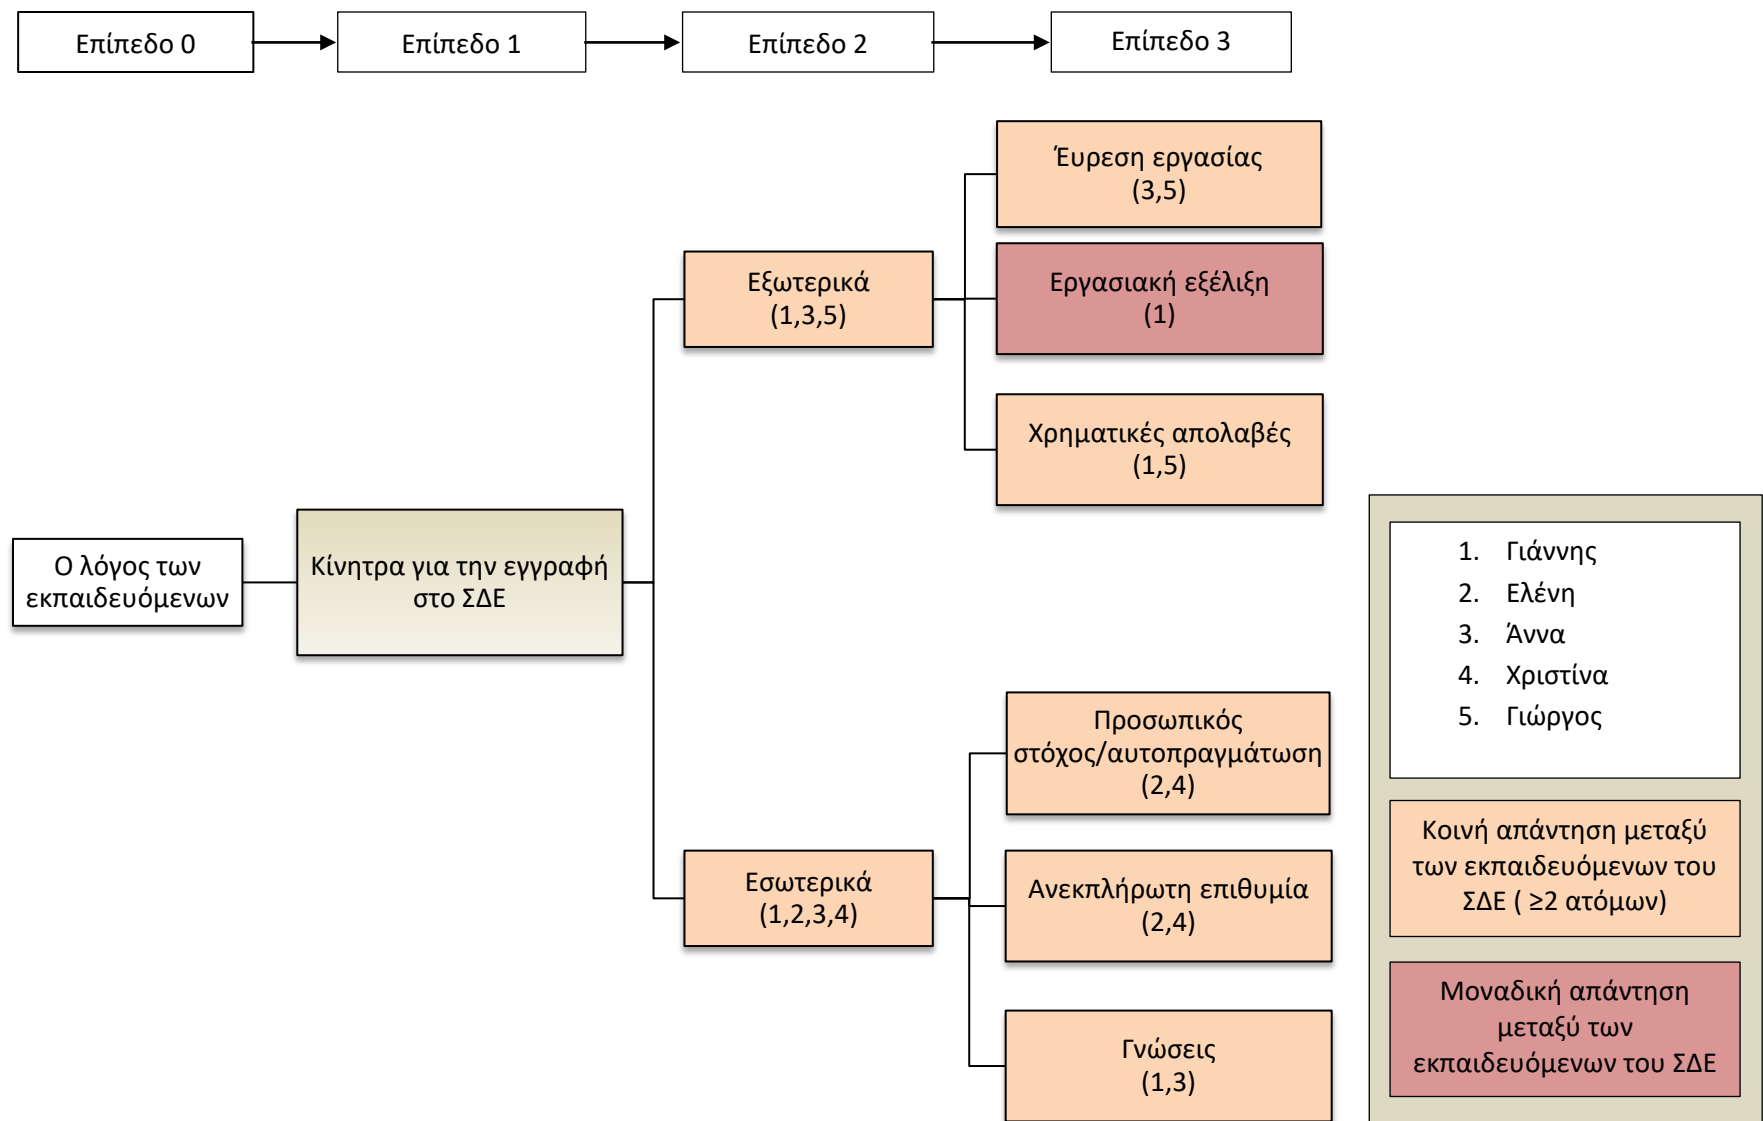 Επίπεδο 0
Επίπεδο 1
Επίπεδο 2
Επίπεδο 3
Έυρεση εργασίας
(3,5)
Εξωτερικά
(1,3,5)
Εργασιακή εξέλιξη
(1)
Χρηματικές απολαβές
(1,5)
Ο λόγος των
εκπαιδευόμενων
Κίνητρα για την εγγραφή
στο ΣΔΕ
Προσωπικός
στόχος/αυτοπραγμάτωση
(2,4)
Εσωτερικά
(1,2,3,4)
Ανεκπλήρωτη επιθυμία
(2,4)
Γνώσεις
(1,3)
1. Γιάννης
2. Ελένη
3. Άννα
4. Χριστίνα
5. Γιώργος
Κοινή απάντηση μεταξύ
των εκπαιδευόμενων του
ΣΔΕ ( ≥2 ατόμων)
Μοναδική απάντηση
μεταξύ των
εκπαιδευόμενων του ΣΔΕ